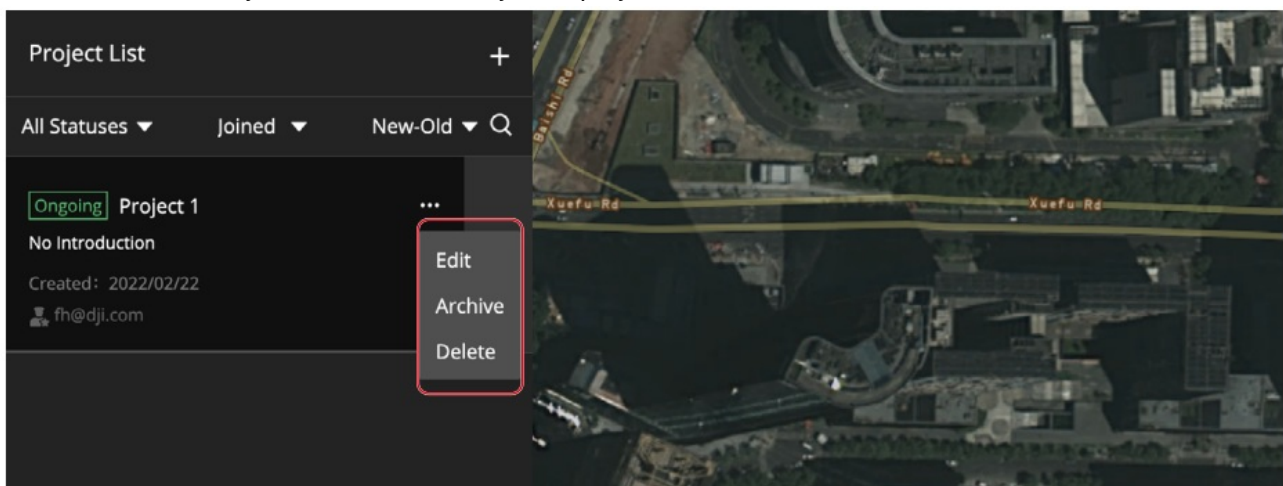 Project List +
All Statuses ▼ Joined ▼ New-Old ▼
Ongoing Project 1 ...
No Introduction
Created: 2022/02/22
fh@dji.com
Edit
Archive
Delete
Baishi Rd
Xuefu Rd
Xuefu Rd